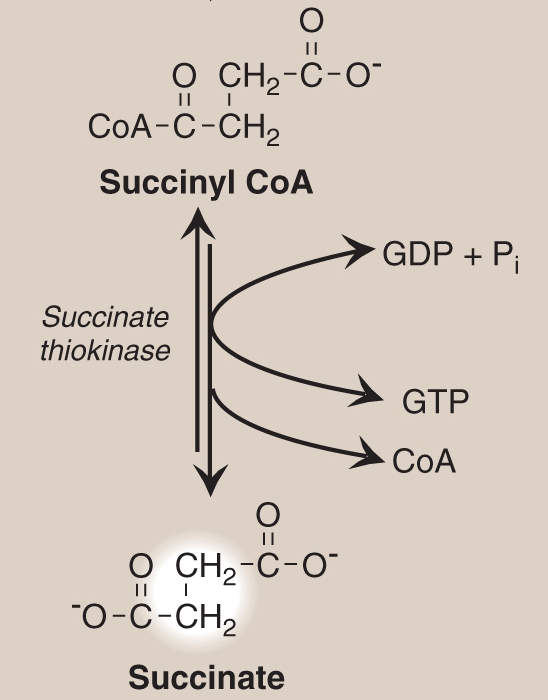 O
O CH₂–C–O⁻
CoA–C–CH₂
Succinyl CoA
GDP + Pᵢ
Succinate
thiokinase
GTP
CoA
O
O CH₂–C–O⁻
⁻O–C–CH₂
Succinate